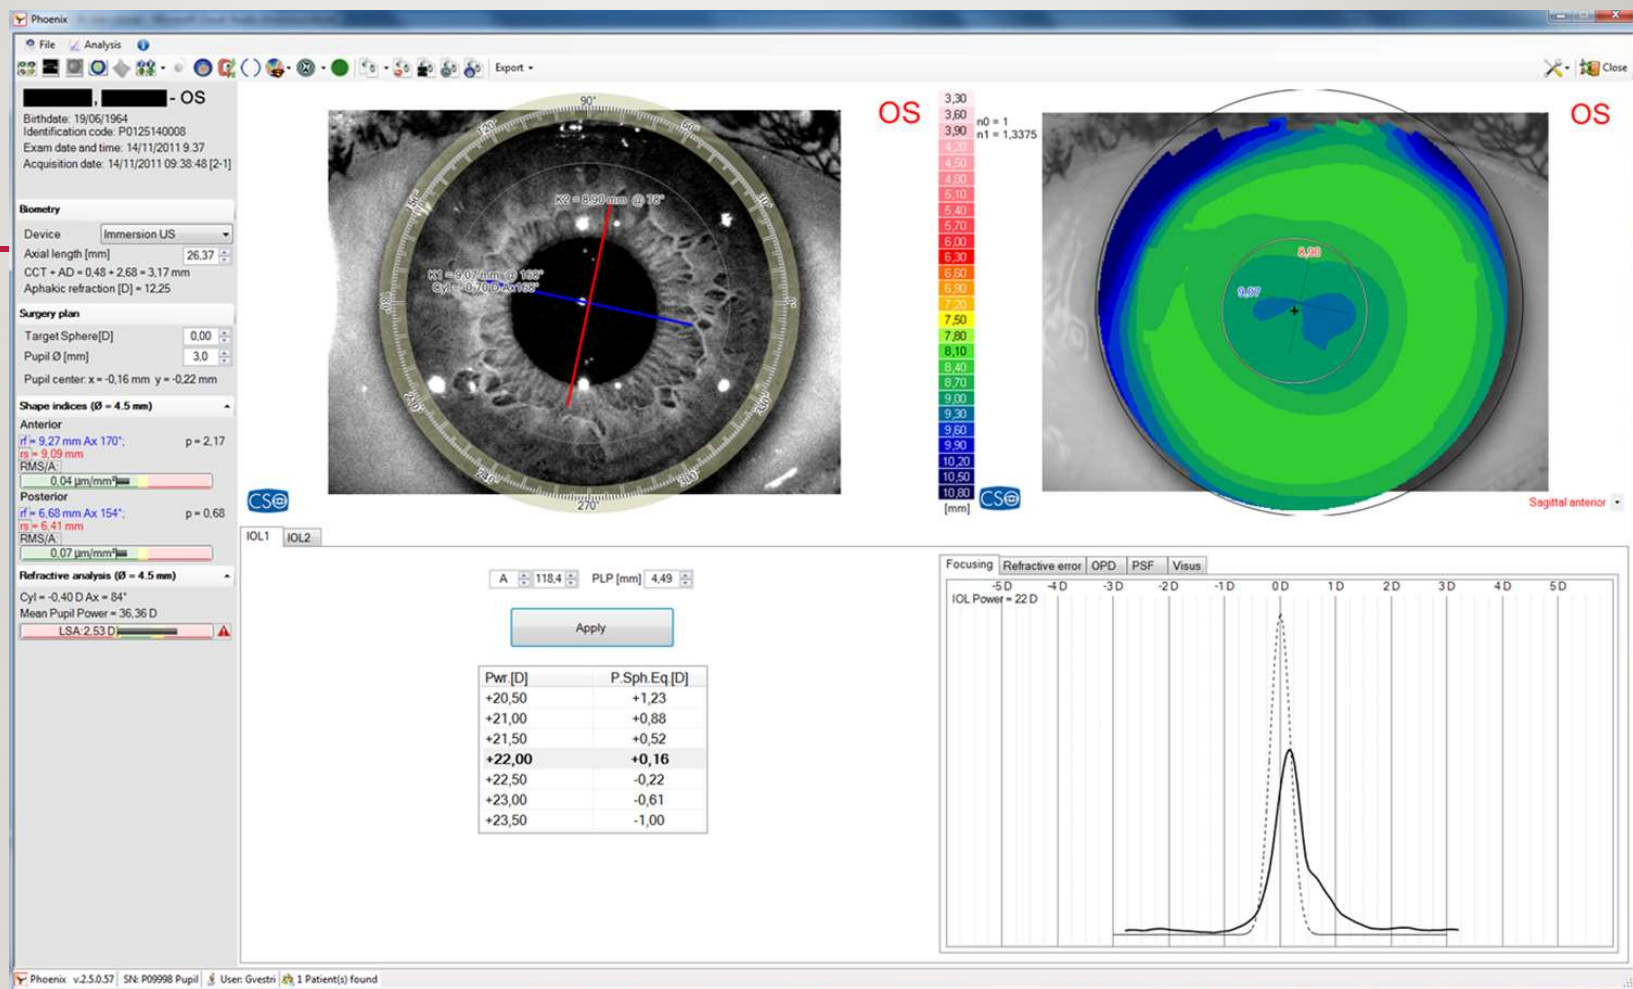 Phoenix
File Analysis
Export
Close
- OS
Birthdate: 19/06/1964
Identification code: P0125140008
Exam date and time: 14/11/2011 9.37
Acquisition date: 14/11/2011 09:38:48 [2-1]
Biometry
Device Immersion US
Axial length [mm] 26,37
CCT + AD = 0,48 + 2,68 = 3,17 mm
Aphakic refraction [D] = 12,25
Surgery plan
Target Sphere[D] 0,00
Pupil Ø [mm] 3,0
Pupil center: x = -0,16 mm y = -0,22 mm
Shape indices (Ø = 4.5 mm)
Anterior
rf = 9,27 mm Ax 170°; p = 2,17
rs = 9,09 mm
RMS/A:
0,04 µm/mm²
Posterior
rf = 6,68 mm Ax 154°; p = 0,68
rs = 6,41 mm
RMS/A:
0,07 µm/mm²
Refractive analysis (Ø = 4.5 mm)
Cyl = -0,40 D Ax = 84°
Mean Pupil Power = 36,36 D
LSA: 2.53 D
OS
90°
K2 = 8,90 mm @ 78°
K1 = 9,07 mm @ 168°
Cyl = -0,70 D Ax168°
0°
180°
240°
270°
300°
330°
CSO
3,30
3,60
3,90
4,20
4,50
4,80
5,10
5,40
5,70
6,00
6,30
6,60
6,90
7,20
7,50
7,80
8,10
8,40
8,70
9,00
9,30
9,60
9,90
10,20
10,50
10,80
[mm]
n0 = 1
n1 = 1,3375
OS
8,90
9,07
CSO
Sagittal anterior
IOL1 IOL2
A 118,4 PLP [mm] 4,49
Apply
Pwr.[D] P.Sph.Eq.[D]
+20,50 +1,23
+21,00 +0,88
+21,50 +0,52
+22,00 +0,16
+22,50 -0,22
+23,00 -0,61
+23,50 -1,00
Focusing Refractive error OPD PSF Visus
-5 D -4 D -3 D -2 D -1 D 0 D 1 D 2 D 3 D 4 D 5 D
IOL Power = 22 D
Phoenix v.2.5.0.57 SN: P09998 Pupil User: Gvestri 1 Patient(s) found